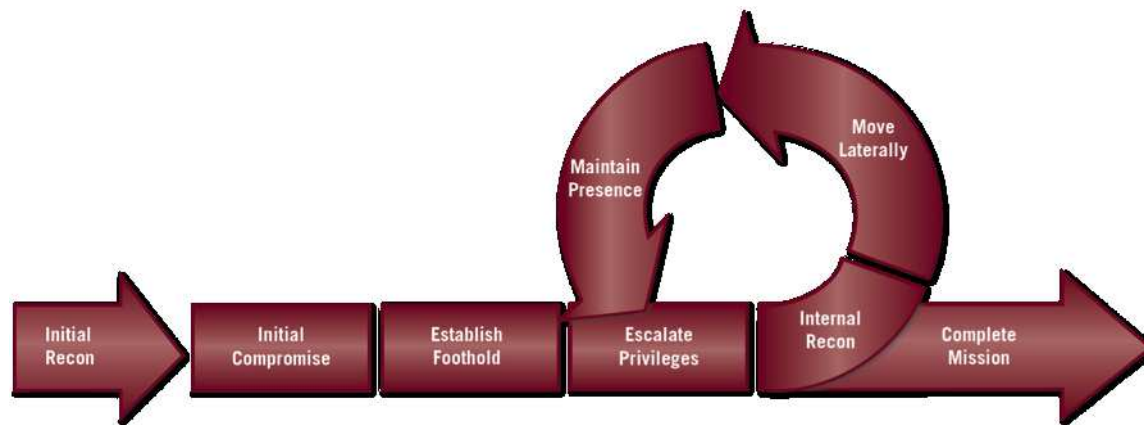 Initial
Recon
Initial
Compromise
Establish
Foothold
Escalate
Privileges
Internal
Recon
Move
Laterally
Maintain
Presence
Complete
Mission